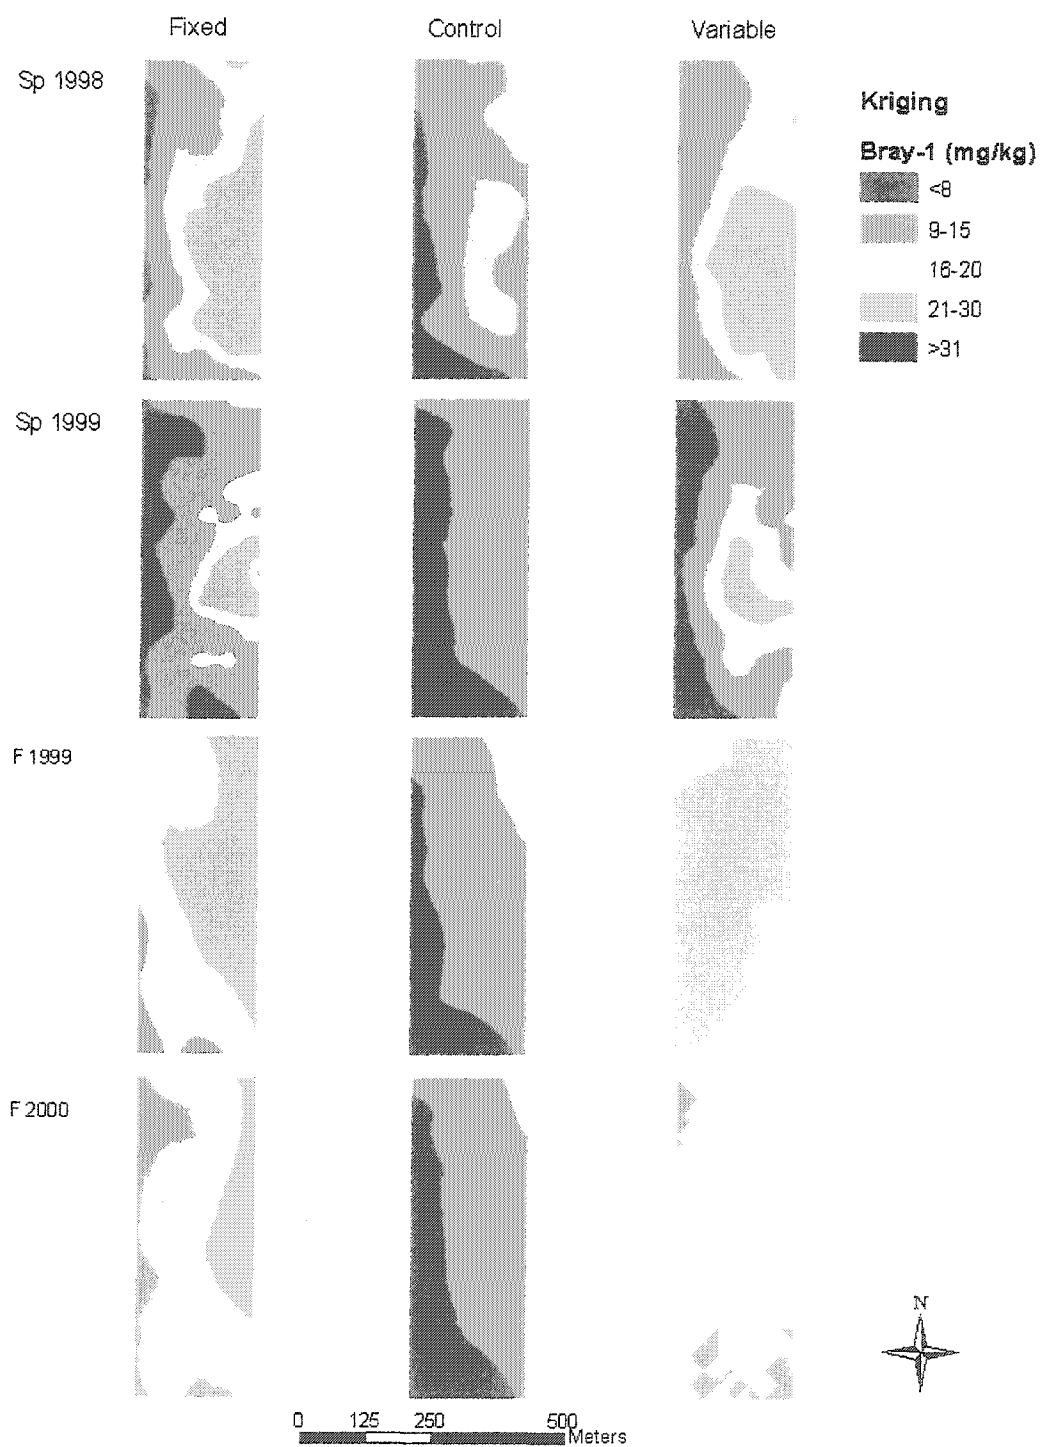 Fixed Control Variable
Sp 1998
Kriging
Bray-1 (mg/kg)
<8
9-15
16-20
21-30
>31
Sp 1999
F 1999
F 2000
N
0 125 250 500
Meters